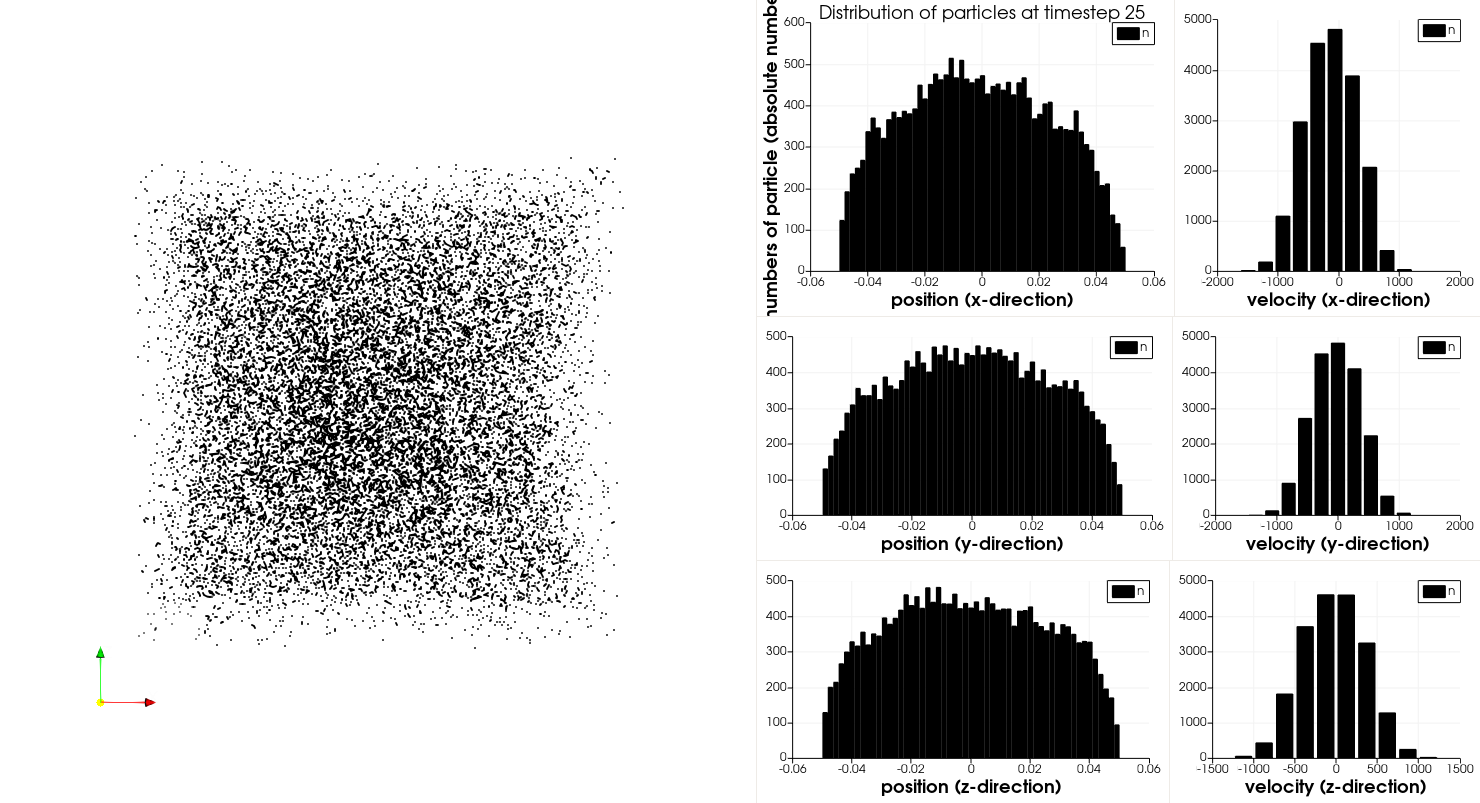 Distribution of particles at timestep 25
numbers of particle (absolute numbe
600
500
400
300
200
100
0
n
-0.06 -0.04 -0.02 0 0.02 0.04 0.06
position (x-direction)
5000
4000
3000
2000
1000
0
n
-2000 -1000 0 1000 2000
velocity (x-direction)
500
400
300
200
100
0
n
-0.06 -0.04 -0.02 0 0.02 0.04 0.06
position (y-direction)
5000
4000
3000
2000
1000
0
n
-2000 -1000 0 1000 2000
velocity (y-direction)
500
400
300
200
100
0
n
-0.06 -0.04 -0.02 0 0.02 0.04 0.06
position (z-direction)
5000
4000
3000
2000
1000
0
n
-1500 -1000 -500 0 500 1000 1500
velocity (z-direction)